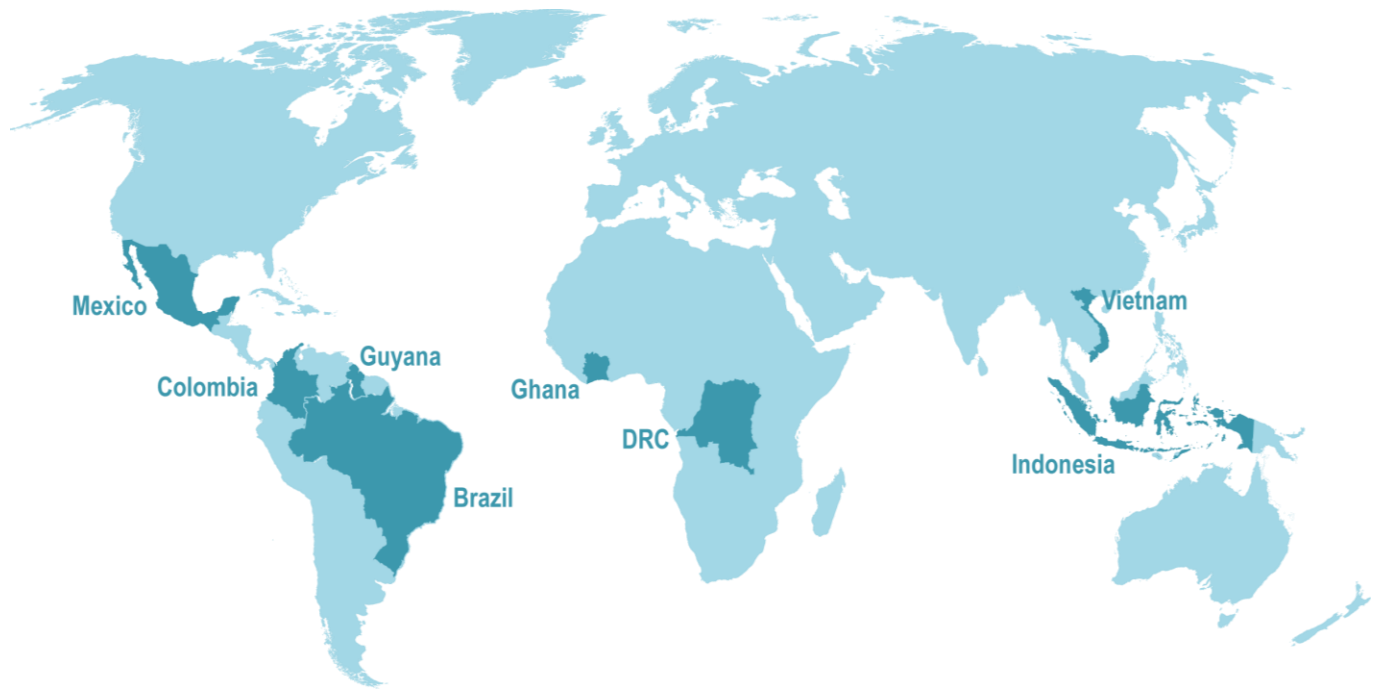 Vietnam
Mexico
Guyana
Colombia
Ghana
DRC
Indonesia
Brazil